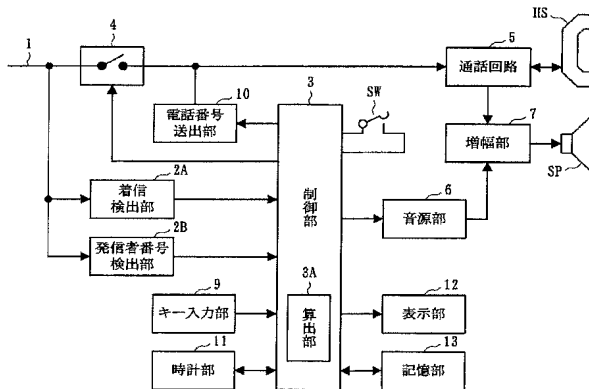 HS
4
5
1
通話回路
3
SW
10
7
電話番号
送出部
増幅部
2A
SP
着信
検出部
制御部
6
音源部
2B
発信者番号
検出部
3A
9
12
キー入力部
算出部
表示部
11
13
時計部
記憶部